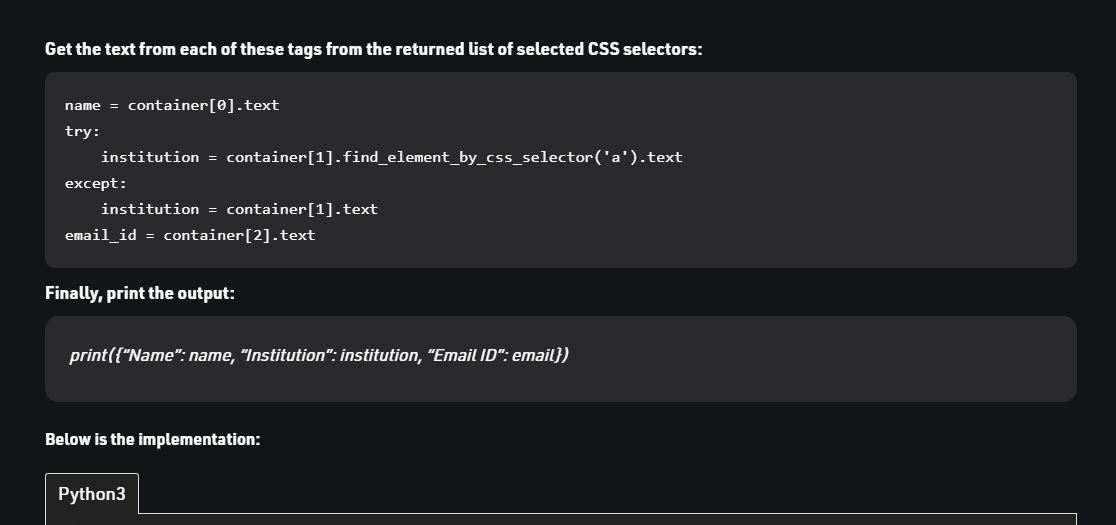 Get the text from each of these tags from the returned list of selected CSS selectors:
name = container[0].text
try:
    institution = container[1].find_element_by_css_selector('a').text
except:
    institution = container[1].text
email_id = container[2].text
Finally, print the output:
print({“Name”: name, “Institution”: institution, “Email ID”: email})
Below is the implementation:
Python3